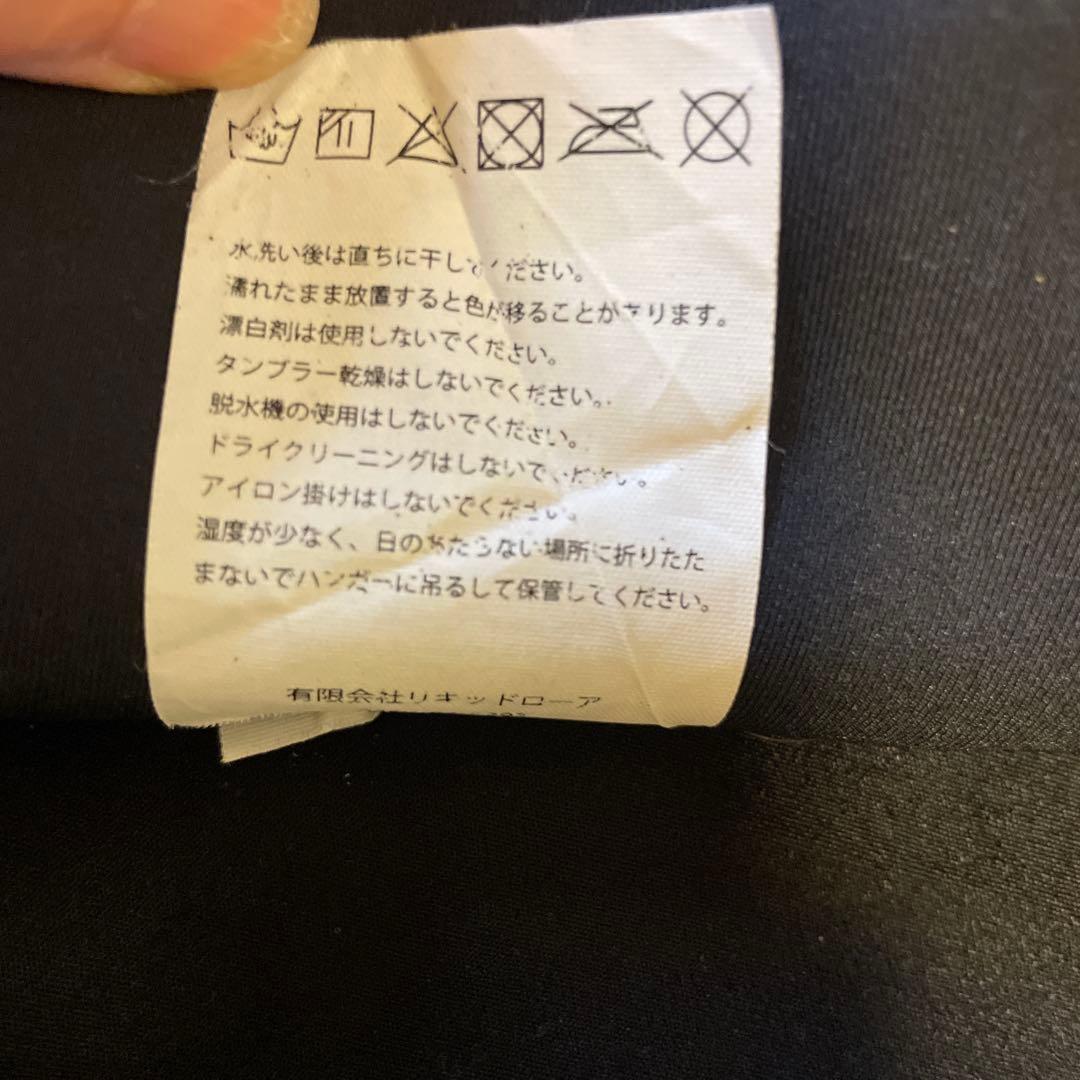 水洗い後は直ちに干してください。
濡れたまま放置すると色が移ることがあります。
漂白剤は使用しないでください。
タンブラー乾燥はしないでください。
脱水機の使用はしないでください。
ドライクリーニングはしないでください。
アイロン掛けはしないでください。
湿度が少なく、日のあたらない場所に折りたた
まないでハンガーに吊るして保管してください。
有限会社リキッドローア